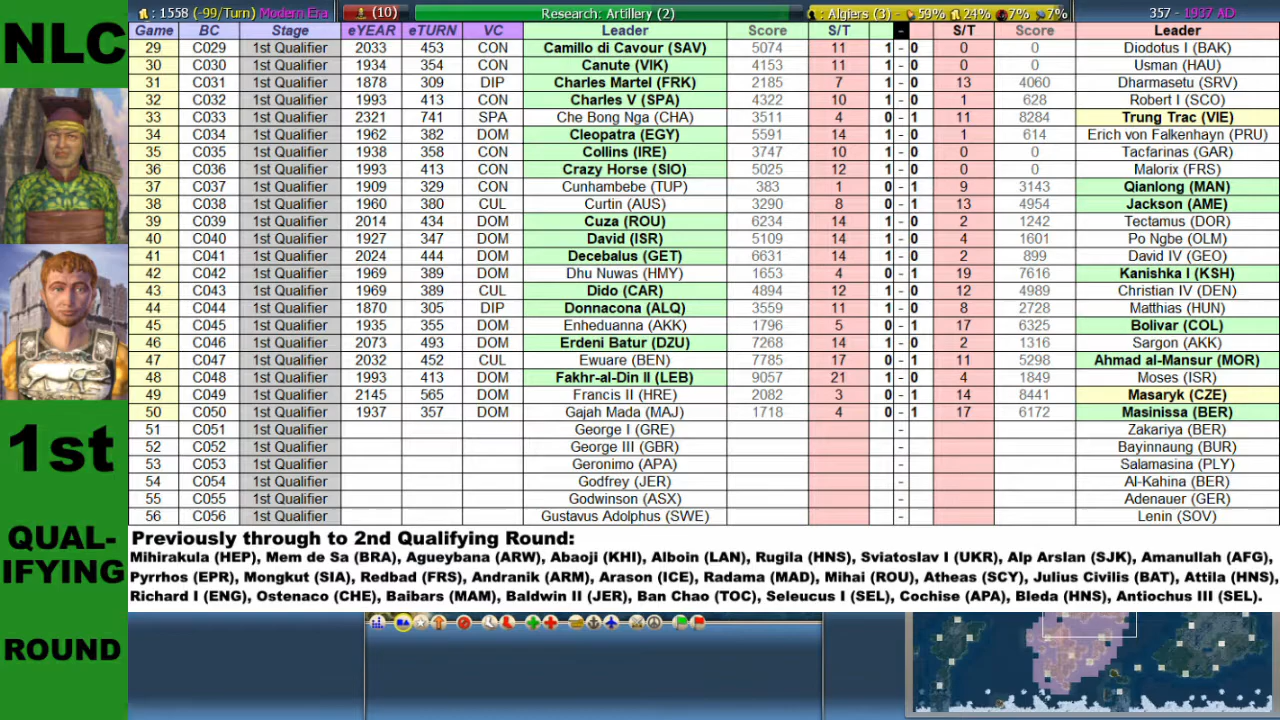 : 1558 (-99/Turn) Modern Era (10) Research: Artillery (2) : Algiers (3) - 59% 24% 7% 7% 357 - 1937 AD
NLC
Game BC Stage eYEAR eTURN VC Leader Score S/T - S/T Score Leader
29 C029 1st Qualifier 2033 453 CON Camillo di Cavour (SAV) 5074 11 1 - 0 0 0 Diodotus I (BAK)
30 C030 1st Qualifier 1934 354 CON Canute (VIK) 4153 11 1 - 0 0 0 Usman (HAU)
31 C031 1st Qualifier 1878 309 DIP Charles Martel (FRK) 2185 7 1 - 0 13 4060 Dharmasetu (SRV)
32 C032 1st Qualifier 1993 413 CON Charles V (SPA) 4322 10 1 - 0 1 628 Robert I (SCO)
33 C033 1st Qualifier 2321 741 SPA Che Bong Nga (CHA) 3511 4 0 - 1 11 8284 Trung Trac (VIE)
34 C034 1st Qualifier 1962 382 DOM Cleopatra (EGY) 5591 14 1 - 0 1 614 Erich von Falkenhayn (PRU)
35 C035 1st Qualifier 1938 358 CON Collins (IRE) 3747 10 1 - 0 0 0 Tacfarinas (GAR)
36 C036 1st Qualifier 1993 413 CON Crazy Horse (SIO) 5025 12 1 - 0 0 0 Malorix (FRS)
37 C037 1st Qualifier 1909 329 CON Cunhambebe (TUP) 383 1 0 - 1 9 3143 Qianlong (MAN)
38 C038 1st Qualifier 1960 380 CUL Curtin (AUS) 3290 8 0 - 1 13 4954 Jackson (AME)
39 C039 1st Qualifier 2014 434 DOM Cuza (ROU) 6234 14 1 - 0 2 1242 Tectamus (DOR)
40 C040 1st Qualifier 1927 347 DOM David (ISR) 5109 14 1 - 0 4 1601 Po Ngbe (OLM)
41 C041 1st Qualifier 2024 444 DOM Decebalus (GET) 6631 14 1 - 0 2 899 David IV (GEO)
42 C042 1st Qualifier 1969 389 DOM Dhu Nuwas (HMY) 1653 4 0 - 1 19 7616 Kanishka I (KSH)
43 C043 1st Qualifier 1969 389 CUL Dido (CAR) 4894 12 1 - 0 12 4989 Christian IV (DEN)
44 C044 1st Qualifier 1870 305 DIP Donnacona (ALQ) 3559 11 1 - 0 8 2728 Matthias (HUN)
45 C045 1st Qualifier 1935 355 DOM Enheduanna (AKK) 1796 5 0 - 1 17 6325 Bolivar (COL)
46 C046 1st Qualifier 2073 493 DOM Erdeni Batur (DZU) 7268 14 1 - 0 2 1316 Sargon (AKK)
47 C047 1st Qualifier 2032 452 CUL Ewuare (BEN) 7785 17 0 - 1 11 5298 Ahmad al-Mansur (MOR)
48 C048 1st Qualifier 1993 413 DOM Fakhr-al-Din II (LEB) 9057 21 1 - 0 4 1849 Moses (ISR)
49 C049 1st Qualifier 2145 565 DOM Francis II (HRE) 2082 3 0 - 1 14 8441 Masaryk (CZE)
50 C050 1st Qualifier 1937 357 DOM Gajah Mada (MAJ) 1718 4 0 - 1 17 6172 Masinissa (BER)
51 C051 1st Qualifier George I (GRE) - Zakariya (BER)
52 C052 1st Qualifier George III (GBR) - Bayinnaung (BUR)
53 C053 1st Qualifier Geronimo (APA) - Salamasina (PLY)
54 C054 1st Qualifier Godfrey (JER) - Al-Kahina (BER)
55 C055 1st Qualifier Godwinson (ASX) - Adenauer (GER)
56 C056 1st Qualifier Gustavus Adolphus (SWE) - Lenin (SOV)
1st
QUAL-
IFYING
ROUND
Previously through to 2nd Qualifying Round:
Mihirakula (HEP), Mem de Sa (BRA), Agueybana (ARW), Abaoji (KHI), Alboin (LAN), Rugila (HNS), Sviatoslav I (UKR), Alp Arslan (SJK), Amanullah (AFG),
Pyrrhos (EPR), Mongkut (SIA), Redbad (FRS), Andranik (ARM), Arason (ICE), Radama (MAD), Mihai (ROU), Atheas (SCY), Julius Civilis (BAT), Attila (HNS),
Richard I (ENG), Ostenaco (CHE), Baibars (MAM), Baldwin II (JER), Ban Chao (TOC), Seleucus I (SEL), Cochise (APA), Bleda (HNS), Antiochus III (SEL).